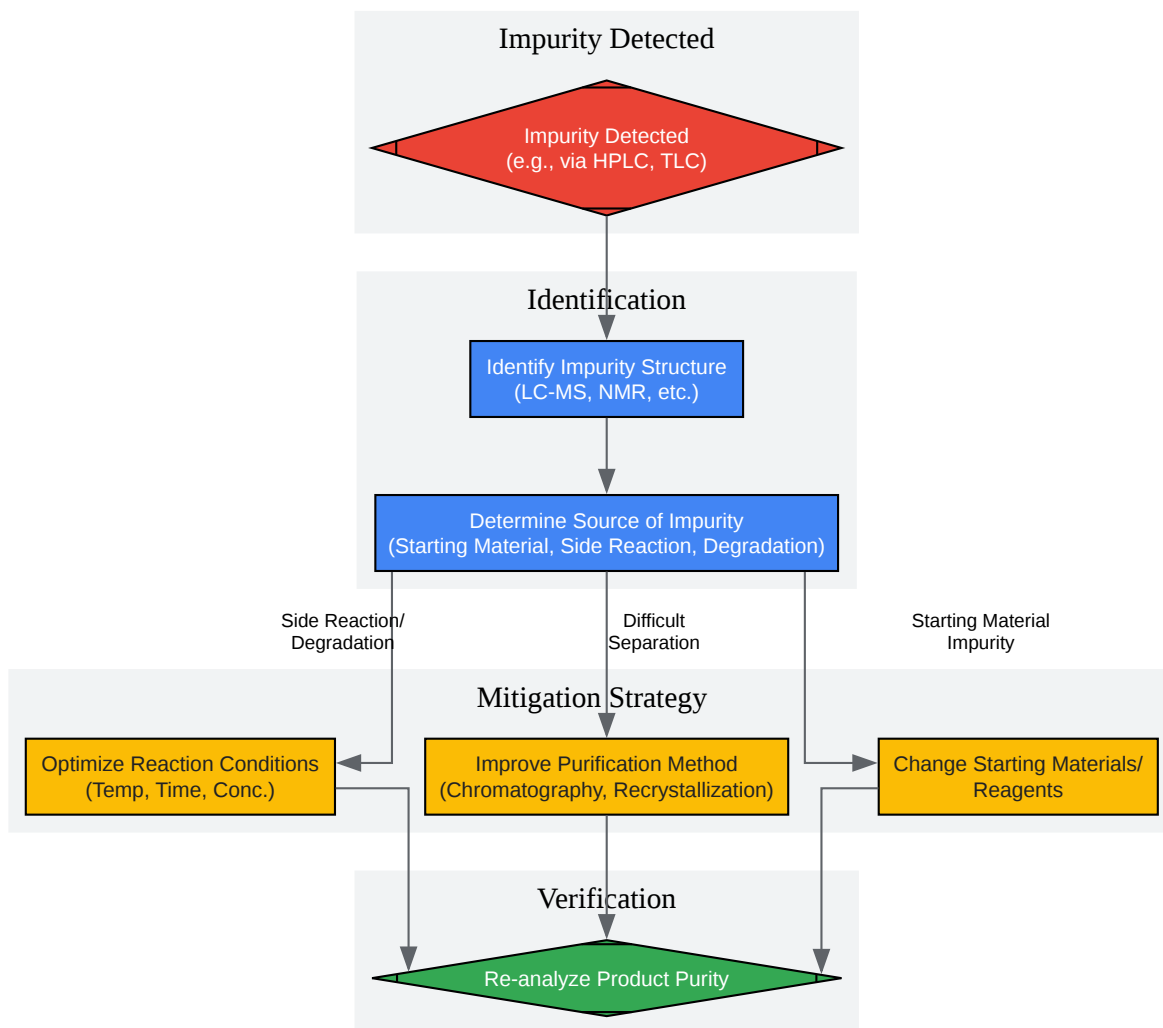 Impurity Detected
Impurity Detected
(e.g., via HPLC, TLC)
Identification
Identify Impurity Structure
(LC-MS, NMR, etc.)
Determine Source of Impurity
(Starting Material, Side Reaction, Degradation)
Side Reaction/
Degradation
Difficult
Separation
Starting Material
Impurity
Mitigation Strategy
Optimize Reaction Conditions
(Temp, Time, Conc.)
Improve Purification Method
(Chromatography, Recrystallization)
Change Starting Materials/
Reagents
Verification
Re-analyze Product Purity